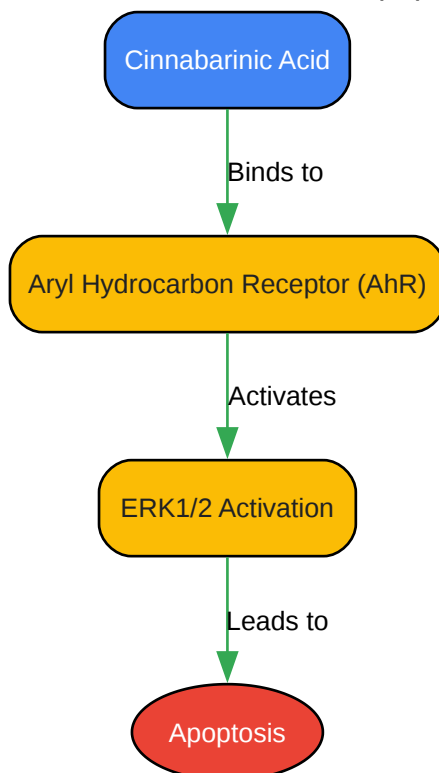 Cinnabarinic Acid
Binds to
Aryl Hydrocarbon Receptor (AhR)
Activates
ERK1/2 Activation
Leads to
Apoptosis